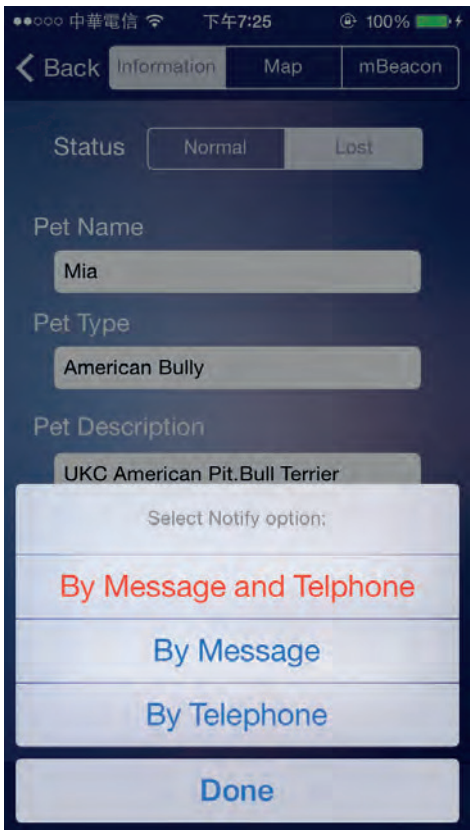 中華電信 下午7:25 100%
Back Information Map mBeacon
Status Normal Lost
Pet Name
Mia
Pet Type
American Bully
Pet Description
UKC American Pit.Bull Terrier
Select Notify option:
By Message and Telphone
By Message
By Telephone
Done